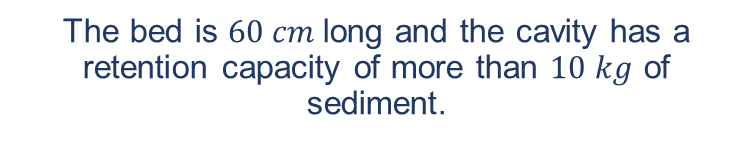 The bed is 60 cm long and the cavity has a
retention capacity of more than 10 kg of
sediment.